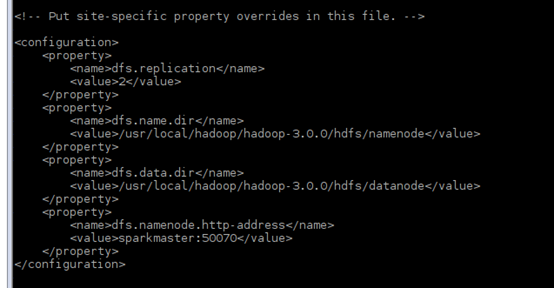 <!-- Put site-specific property overrides in this file. -->
<configuration>
<property>
<name>dfs.replication</name>
<value>2</value>
</property>
<property>
<name>dfs.name.dir</name>
<value>/usr/local/hadoop/hadoop-3.0.0/hdfs/namenode</value>
</property>
<property>
<name>dfs.data.dir</name>
<value>/usr/local/hadoop/hadoop-3.0.0/hdfs/datanode</value>
</property>
<property>
<name>dfs.namenode.http-address</name>
<value>sparkmaster:50070</value>
</property>
</configuration>